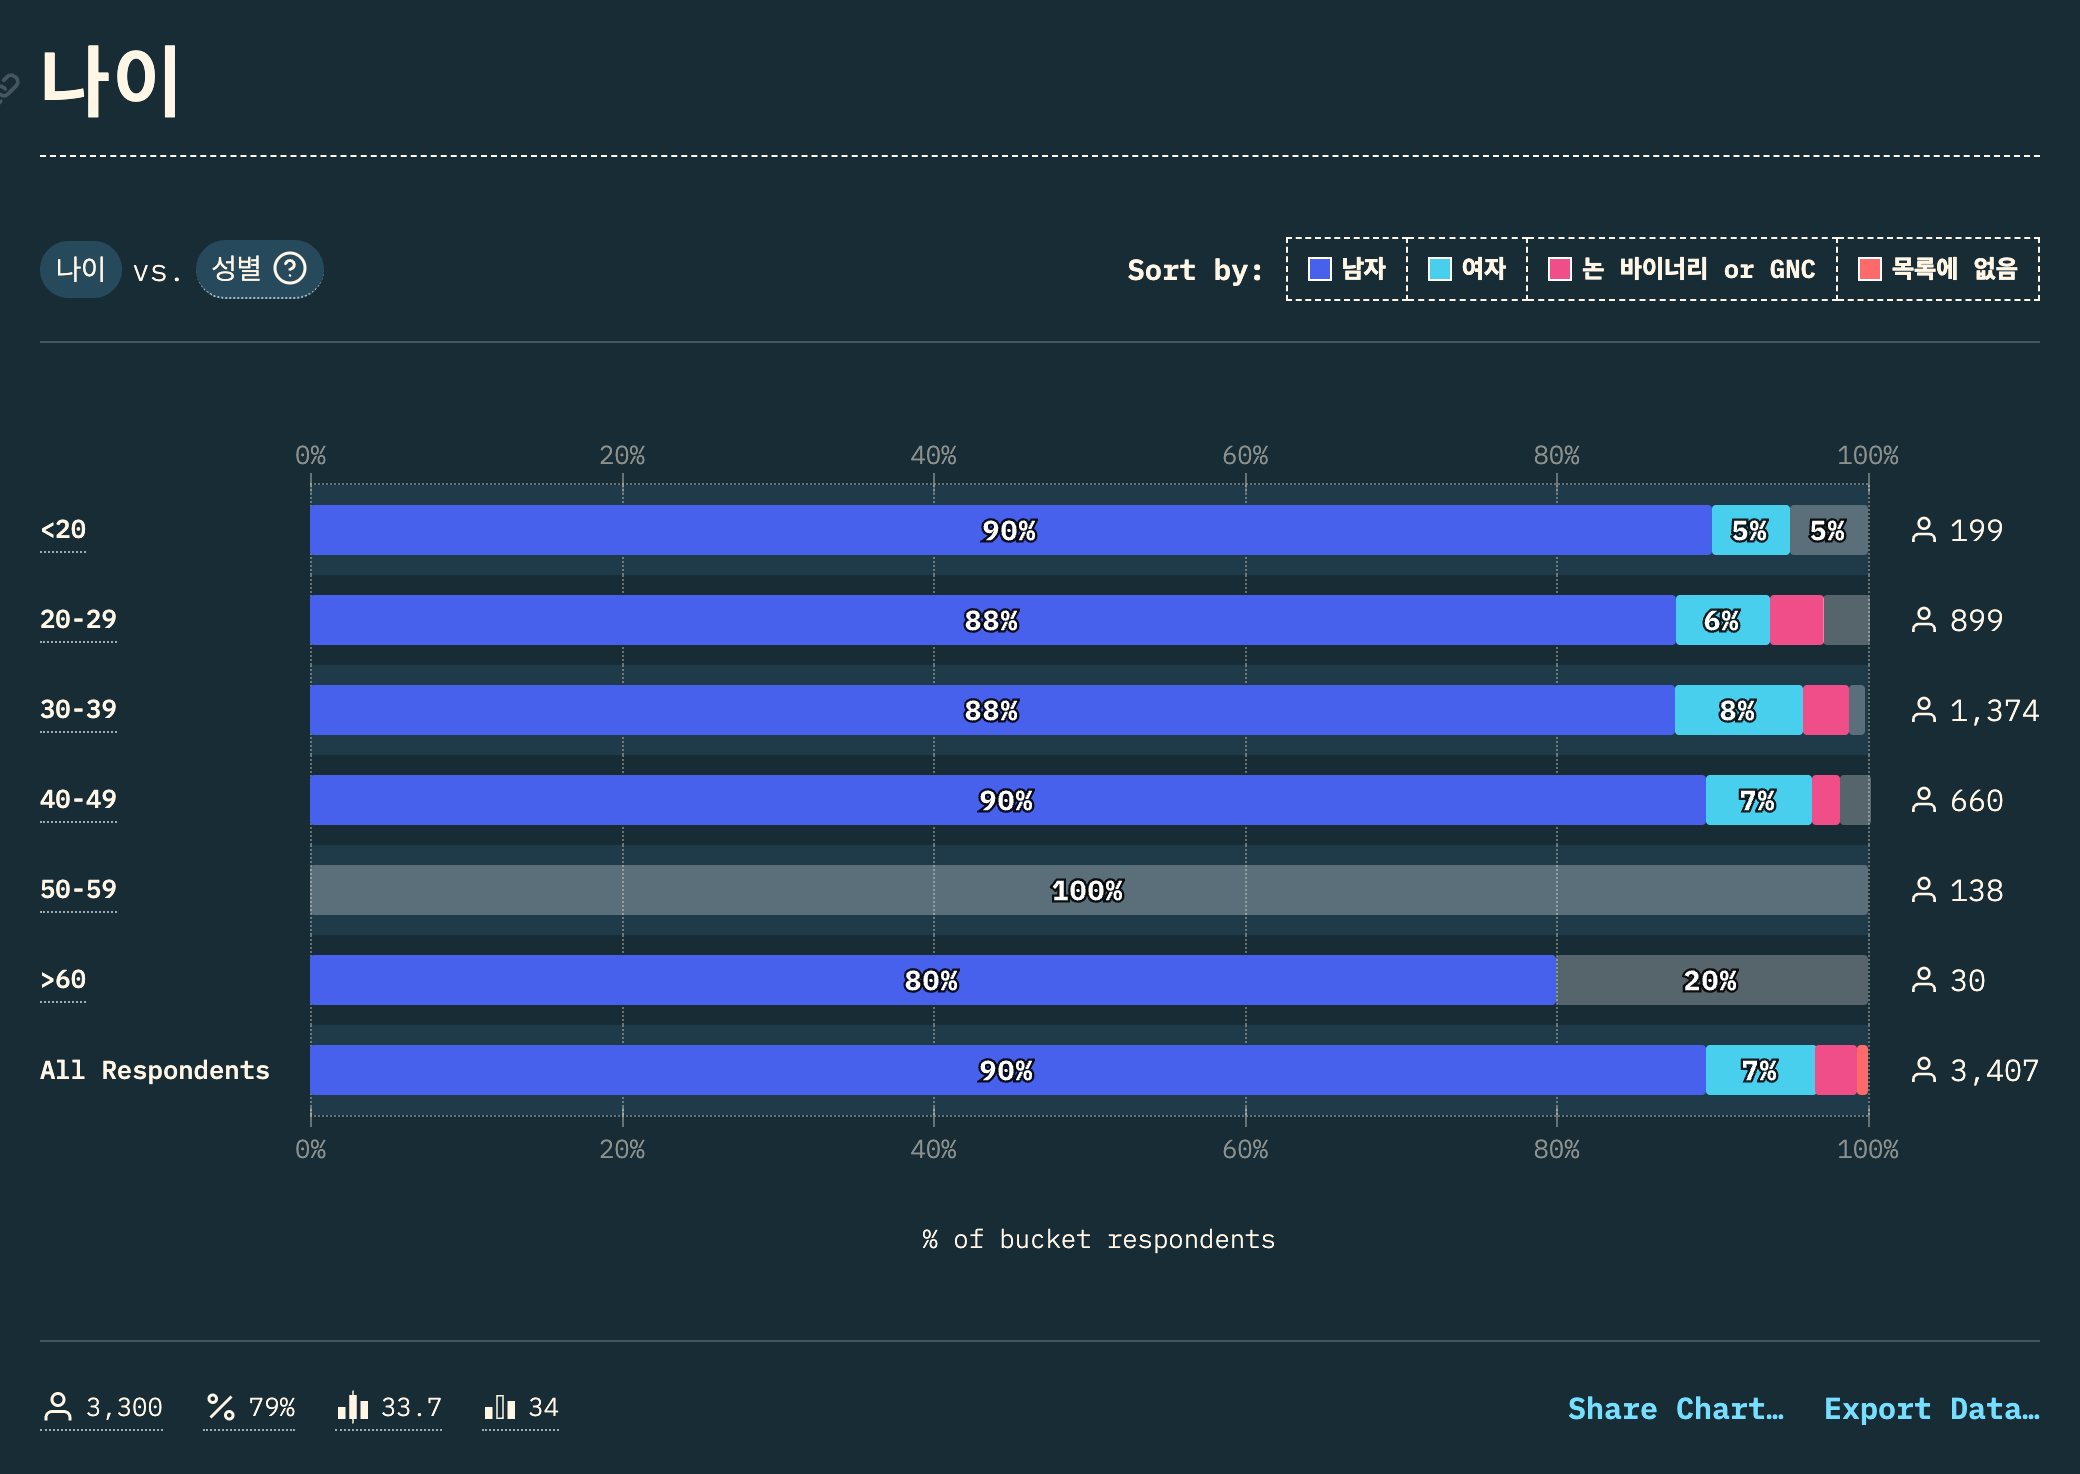 나이
나이 vs. 성별
Sort by: 남자 여자 논 바이너리 or GNC 목록에 없음
0% 20% 40% 60% 80% 100%
<20 90% 5% 5% 199
20-29 88% 6% 899
30-39 88% 8% 1,374
40-49 90% 7% 660
50-59 100% 138
>60 80% 20% 30
All Respondents 90% 7% 3,407
0% 20% 40% 60% 80% 100%
% of bucket respondents
3,300 79% 33.7 34 Share Chart… Export Data…